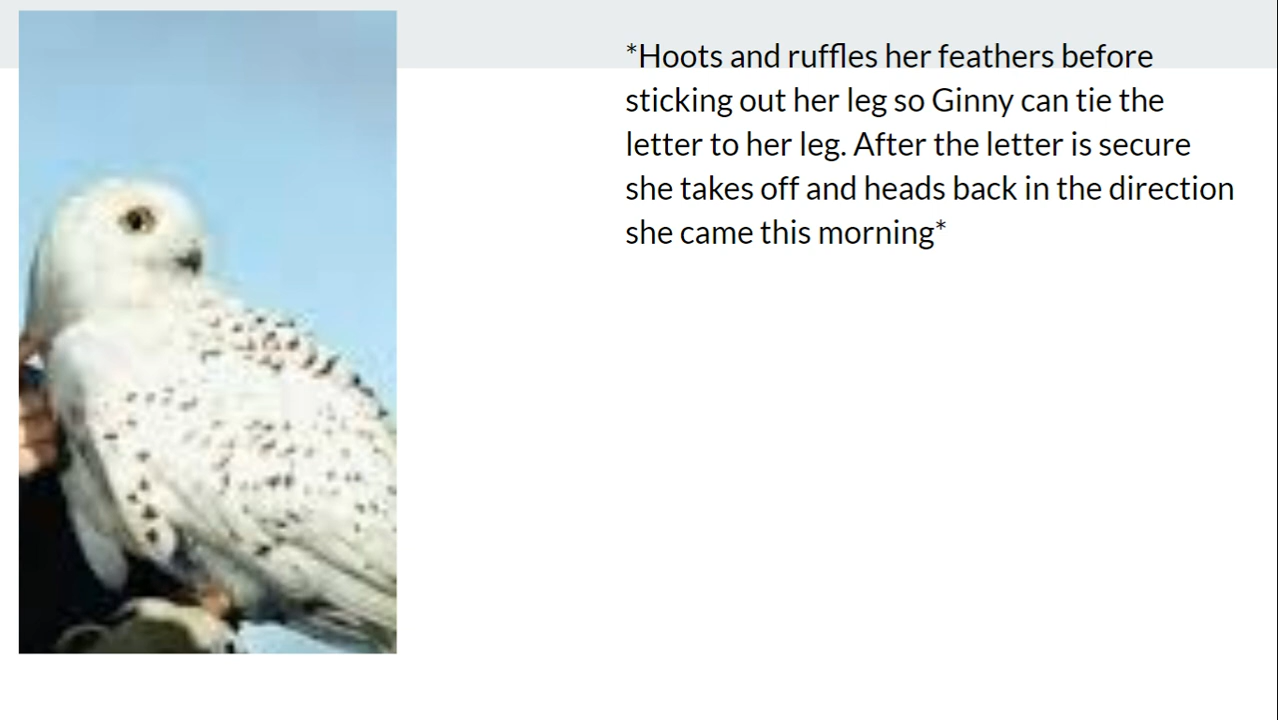 *Hoots and ruffles her feathers before
sticking out her leg so Ginny can tie the
letter to her leg. After the letter is secure
she takes off and heads back in the direction
she came this morning*